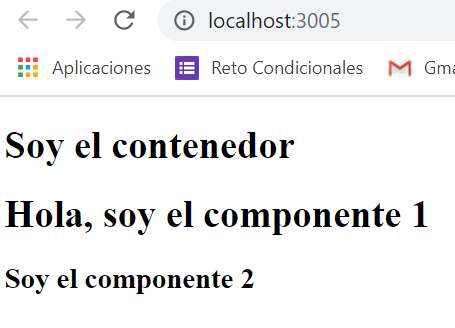 localhost:3005
Aplicaciones Reto Condicionales Gma
Soy el contenedor
Hola, soy el componente 1
Soy el componente 2